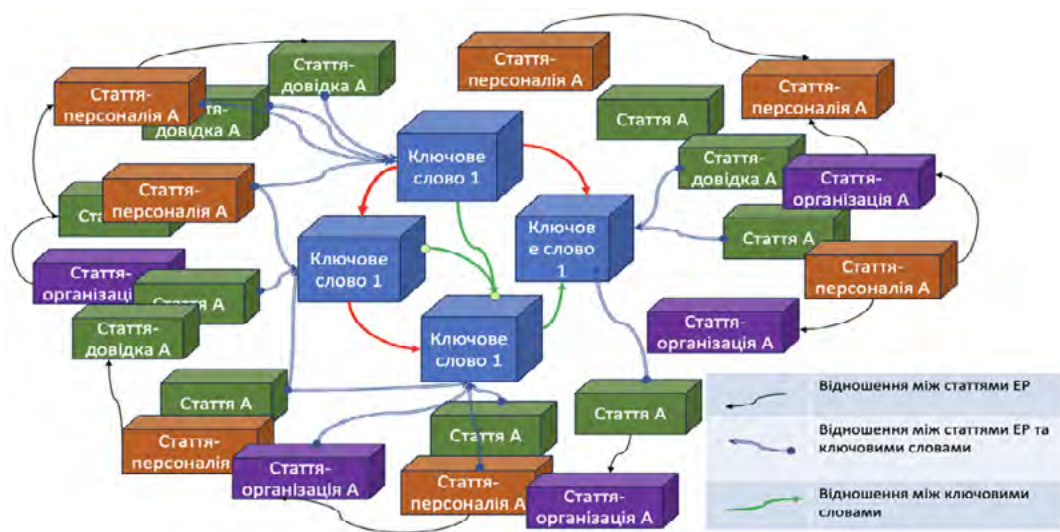 Стаття-
персоналія А
Стаття-
довідка А
Стаття-
персоналія А
Стаття-
персоналія А
-довідка А
Стаття А
Ключове
слово 1
Стаття-
довідка А
Стаття-
організація А
Стаття-
персоналія А
Стат
Ключов
е слово
1
Стаття А
Ключове
слово 1
Стаття-
персоналія А
Стаття-
організаці
Стаття А
Стаття-
організація А
Ключове
слово 1
Стаття-
довідка А
Стаття А
Стаття А
Стаття А
Стаття-
персоналія А
Стаття-
організація А
Стаття-
персоналія А
Стаття-
організація А
Відношення між статтями ЕР
Відношення між статтями ЕР та
ключовими словами
Відношення між ключовими
словами